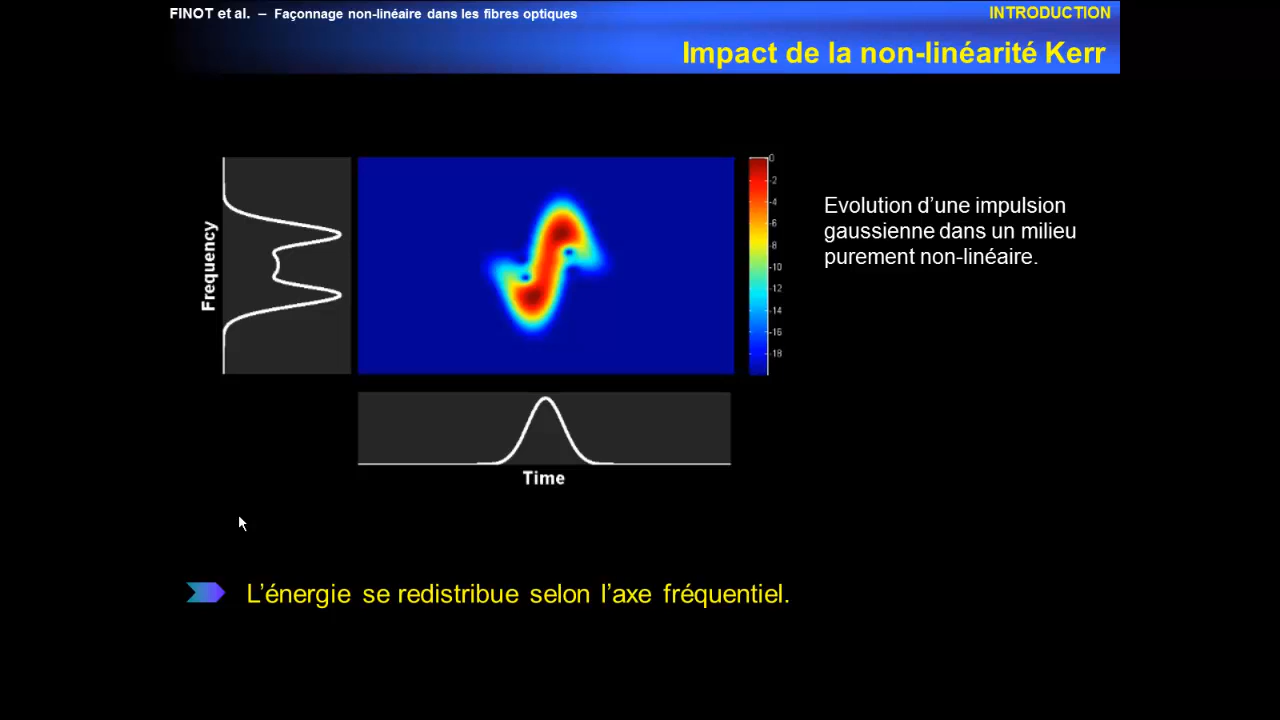 FINOT et al. – Façonnage non-linéaire dans les fibres optiques
INTRODUCTION
Impact de la non-linéarité Kerr
Frequency
0
-2
-4
-6
-8
-10
-12
-14
-16
-18
Evolution d’une impulsion
gaussienne dans un milieu
purement non-linéaire.
Time
L’énergie se redistribue selon l’axe fréquentiel.